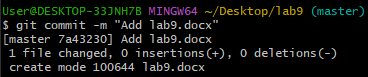 User@DESKTOP-33JNH7B MINGW64 ~/Desktop/lab9 (master)
$ git commit -m "Add lab9.docx"
[master 7a43230] Add lab9.docx
 1 file changed, 0 insertions(+), 0 deletions(-)
 create mode 100644 lab9.docx